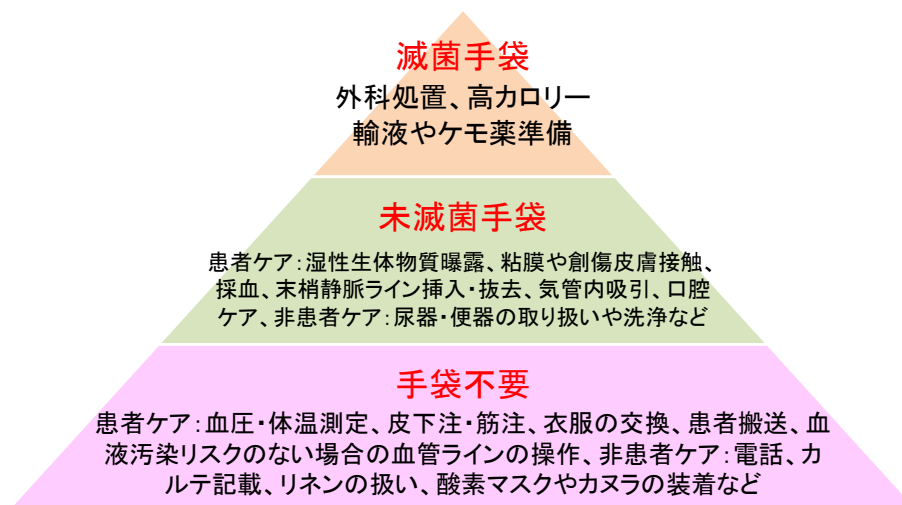 滅菌手袋
外科処置、高カロリー
輸液やケモ薬準備
未滅菌手袋
患者ケア：湿性生体物質曝露、粘膜や創傷皮膚接触、
採血、末梢静脈ライン挿入・抜去、気管内吸引、口腔
ケア、非患者ケア：尿器・便器の取り扱いや洗浄など
手袋不要
患者ケア：血圧・体温測定、皮下注・筋注、衣服の交換、患者搬送、血
液汚染リスクのない場合の血管ラインの操作、非患者ケア：電話、カ
ルテ記載、リネンの扱い、酸素マスクやカヌラの装着など